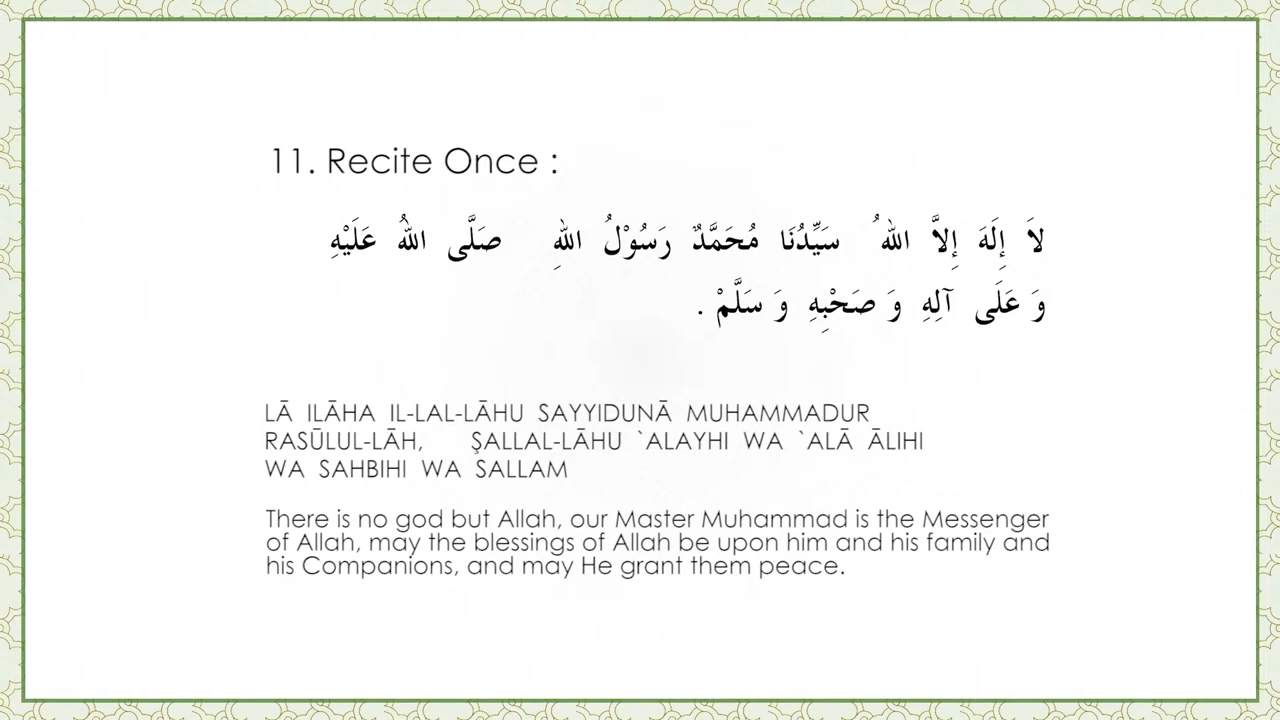 11. Recite Once :
لاَ إِلَهَ إِلاَّ اللهُ سَيِّدُنَا مُحَمَّدٌ رَسُوْلُ اللهِ صَلَّى اللهُ عَلَيْهِ
وَ عَلَى آلِهِ وَ صَحْبِهِ وَ سَلَّمْ .
LĀ ILĀHA IL-LAL-LĀHU SAYYIDUNĀ MUHAMMADUR
RASŪLUL-LĀH, ŞALLAL-LĀHU `ALAYHI WA `ALĀ ĀLIHI
WA SAHBIHI WA SALLAM
There is no god but Allah, our Master Muhammad is the Messenger
of Allah, may the blessings of Allah be upon him and his family and
his Companions, and may He grant them peace.